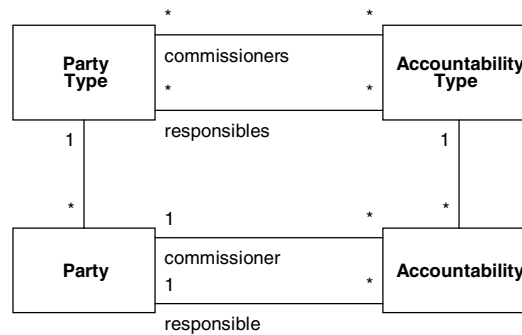 * *
Party
Type
commissioners
Accountability
Type
* *
responsibles
1 1
* *
1 *
Party
commissioner
Accountability
1 *
responsible